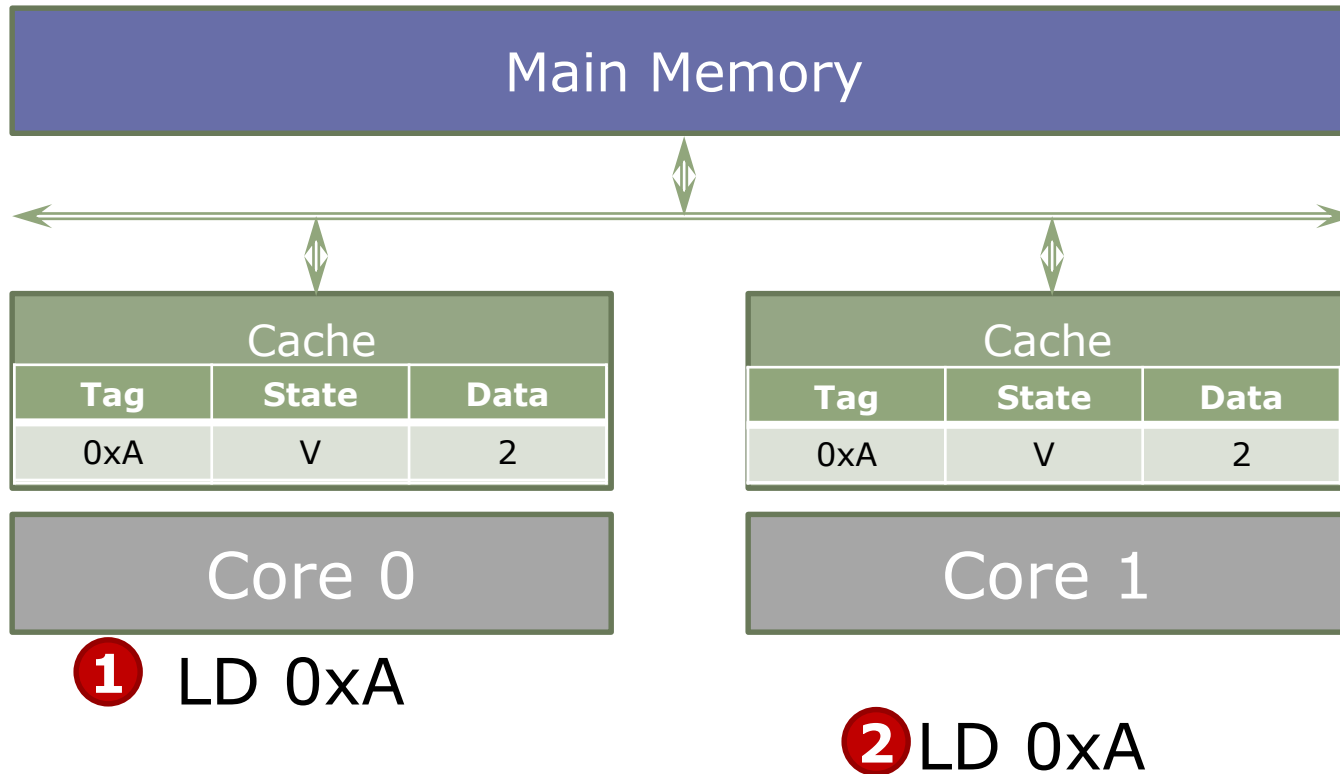 Main Memory
Cache
Tag State Data
0xA V 2
Cache
Tag State Data
0xA V 2
Core 0
Core 1
1 LD 0xA
2 LD 0xA